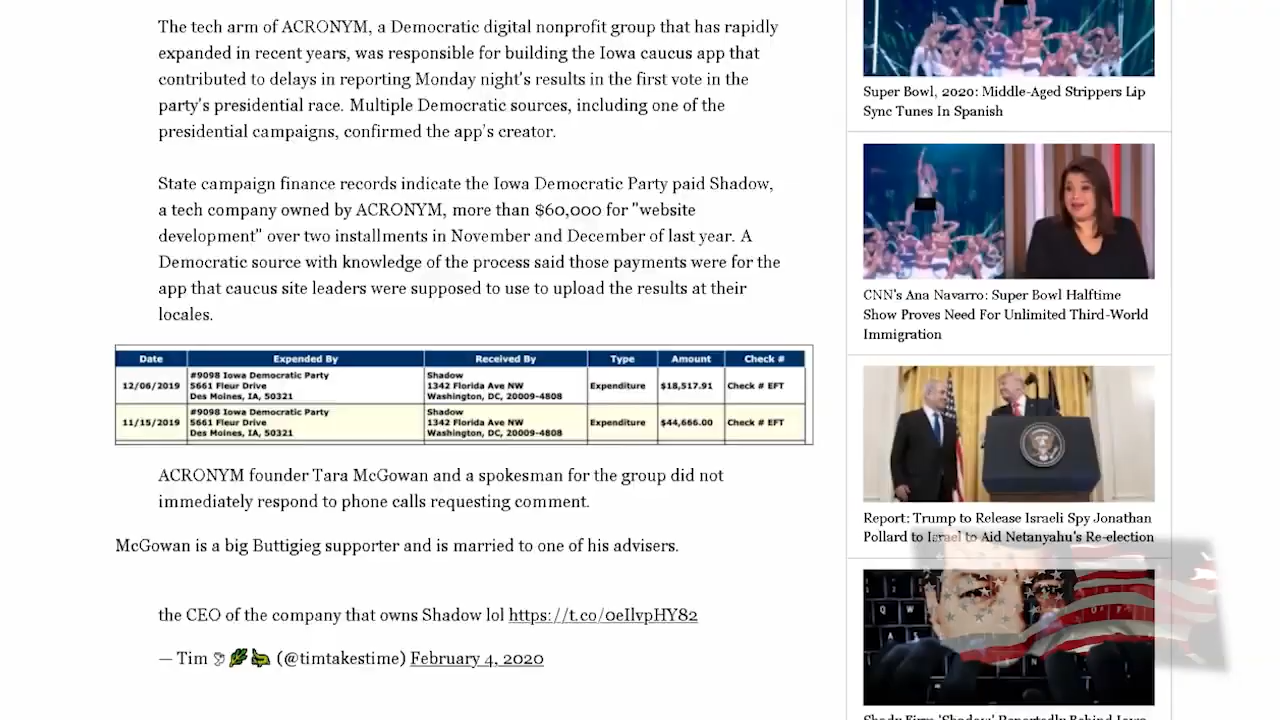 The tech arm of ACRONYM, a Democratic digital nonprofit group that has rapidly
expanded in recent years, was responsible for building the Iowa caucus app that
contributed to delays in reporting Monday night's results in the first vote in the
party's presidential race. Multiple Democratic sources, including one of the
presidential campaigns, confirmed the app's creator.
State campaign finance records indicate the Iowa Democratic Party paid Shadow,
a tech company owned by ACRONYM, more than $60,000 for "website
development" over two installments in November and December of last year. A
Democratic source with knowledge of the process said those payments were for the
app that caucus site leaders were supposed to use to upload the results at their
locales.
Date Expended By Received By Type Amount Check #
12/06/2019 #9098 Iowa Democratic Party
5661 Fleur Drive
Des Moines, IA, 50321 Shadow
1342 Florida Ave NW
Washington, DC, 20009-4808 Expenditure $18,517.91 Check # EFT
11/15/2019 #9098 Iowa Democratic Party
5661 Fleur Drive
Des Moines, IA, 50321 Shadow
1342 Florida Ave NW
Washington, DC, 20009-4808 Expenditure $44,666.00 Check # EFT
ACRONYM founder Tara McGowan and a spokesman for the group did not
immediately respond to phone calls requesting comment.
McGowan is a big Buttigieg supporter and is married to one of his advisers.
the CEO of the company that owns Shadow lol https://t.co/0eIlvpHY82
— Tim (@timtakestime) February 4, 2020
Super Bowl, 2020: Middle-Aged Strippers Lip
Sync Tunes In Spanish
CNN's Ana Navarro: Super Bowl Halftime
Show Proves Need For Unlimited Third-World
Immigration
Report: Trump to Release Israeli Spy Jonathan
Pollard to Israel to Aid Netanyahu's Re-election
Shady Firm 'Shadow' Reportedly Behind Iowa